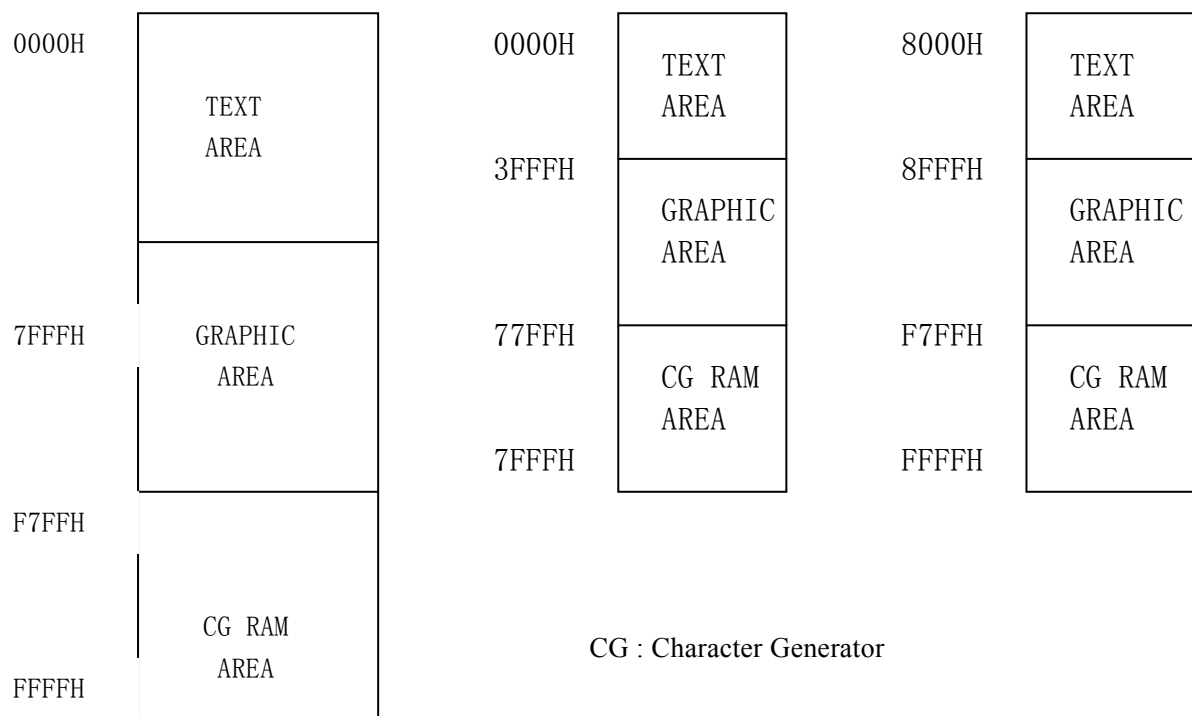 0000H
TEXT
AREA
7FFFH
GRAPHIC
AREA
F7FFH
CG RAM
AREA
FFFFH
0000H
TEXT
AREA
3FFFH
GRAPHIC
AREA
77FFH
CG RAM
AREA
7FFFH
8000H
TEXT
AREA
8FFFH
GRAPHIC
AREA
F7FFH
CG RAM
AREA
FFFFH
CG : Character Generator